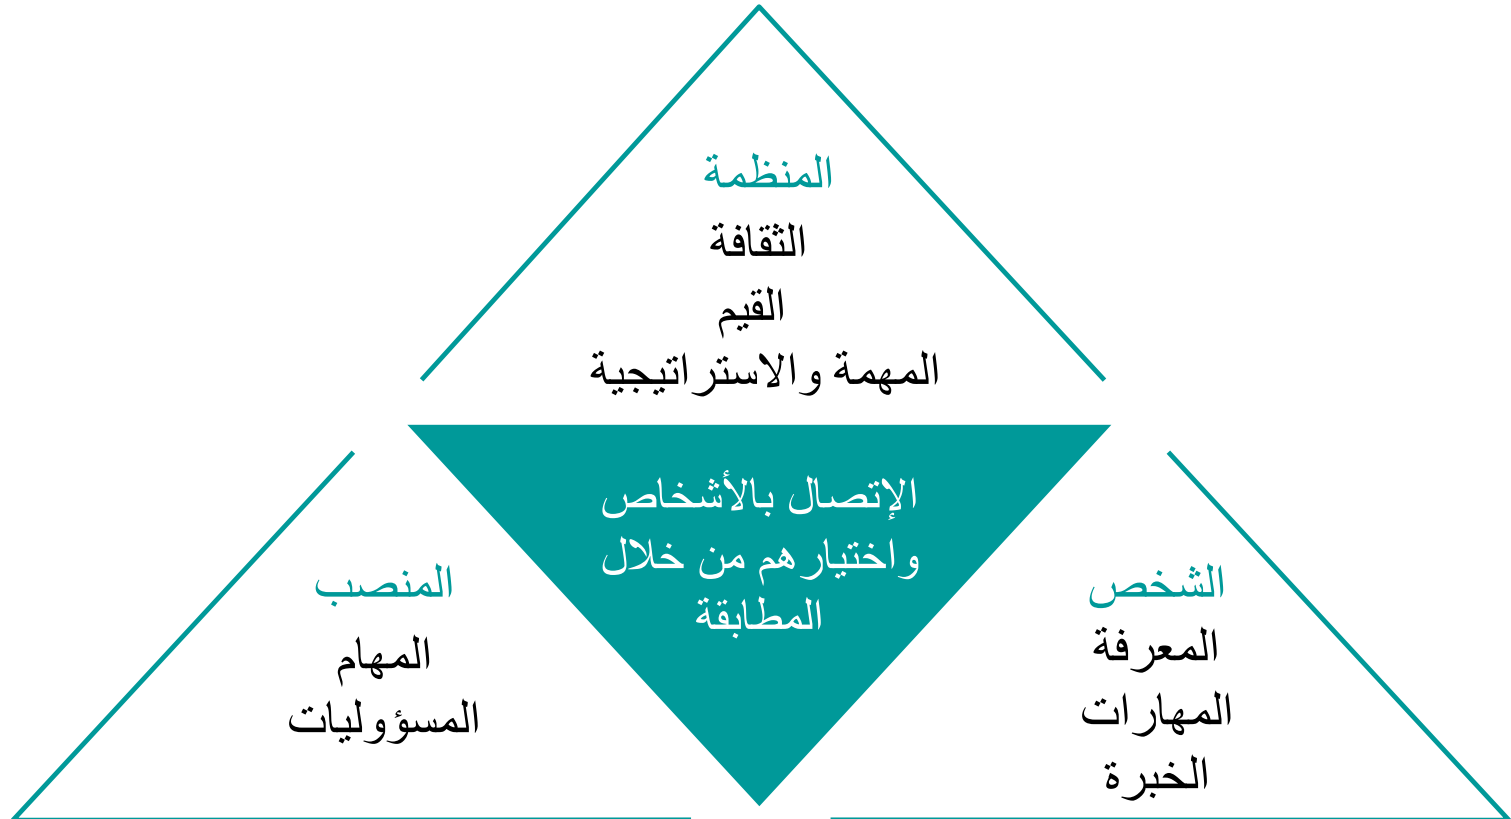 المنظمة
الثقافة
القيم
المهمة والاستراتيجية
الإتصال بالأشخاص
واختيارهم من خلال
المطابقة
الشخص
المعرفة
المهارات
الخبرة
المنصب
المهام
المسؤوليات